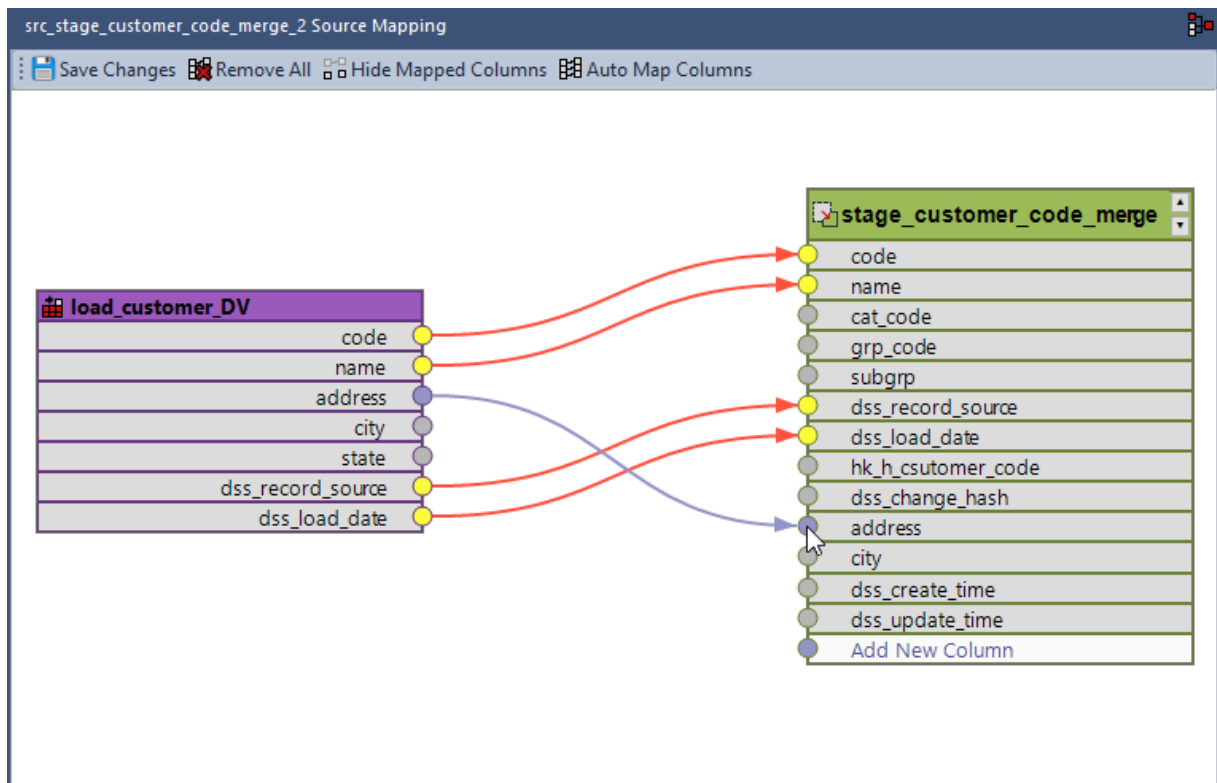 src_stage_customer_code_merge_2 Source Mapping
Save Changes Remove All Hide Mapped Columns Auto Map Columns
load_customer_DV
code
name
address
city
state
dss_record_source
dss_load_date
stage_customer_code_merge
code
name
cat_code
grp_code
subgrp
dss_record_source
dss_load_date
hk_h_csutomer_code
dss_change_hash
address
city
dss_create_time
dss_update_time
Add New Column